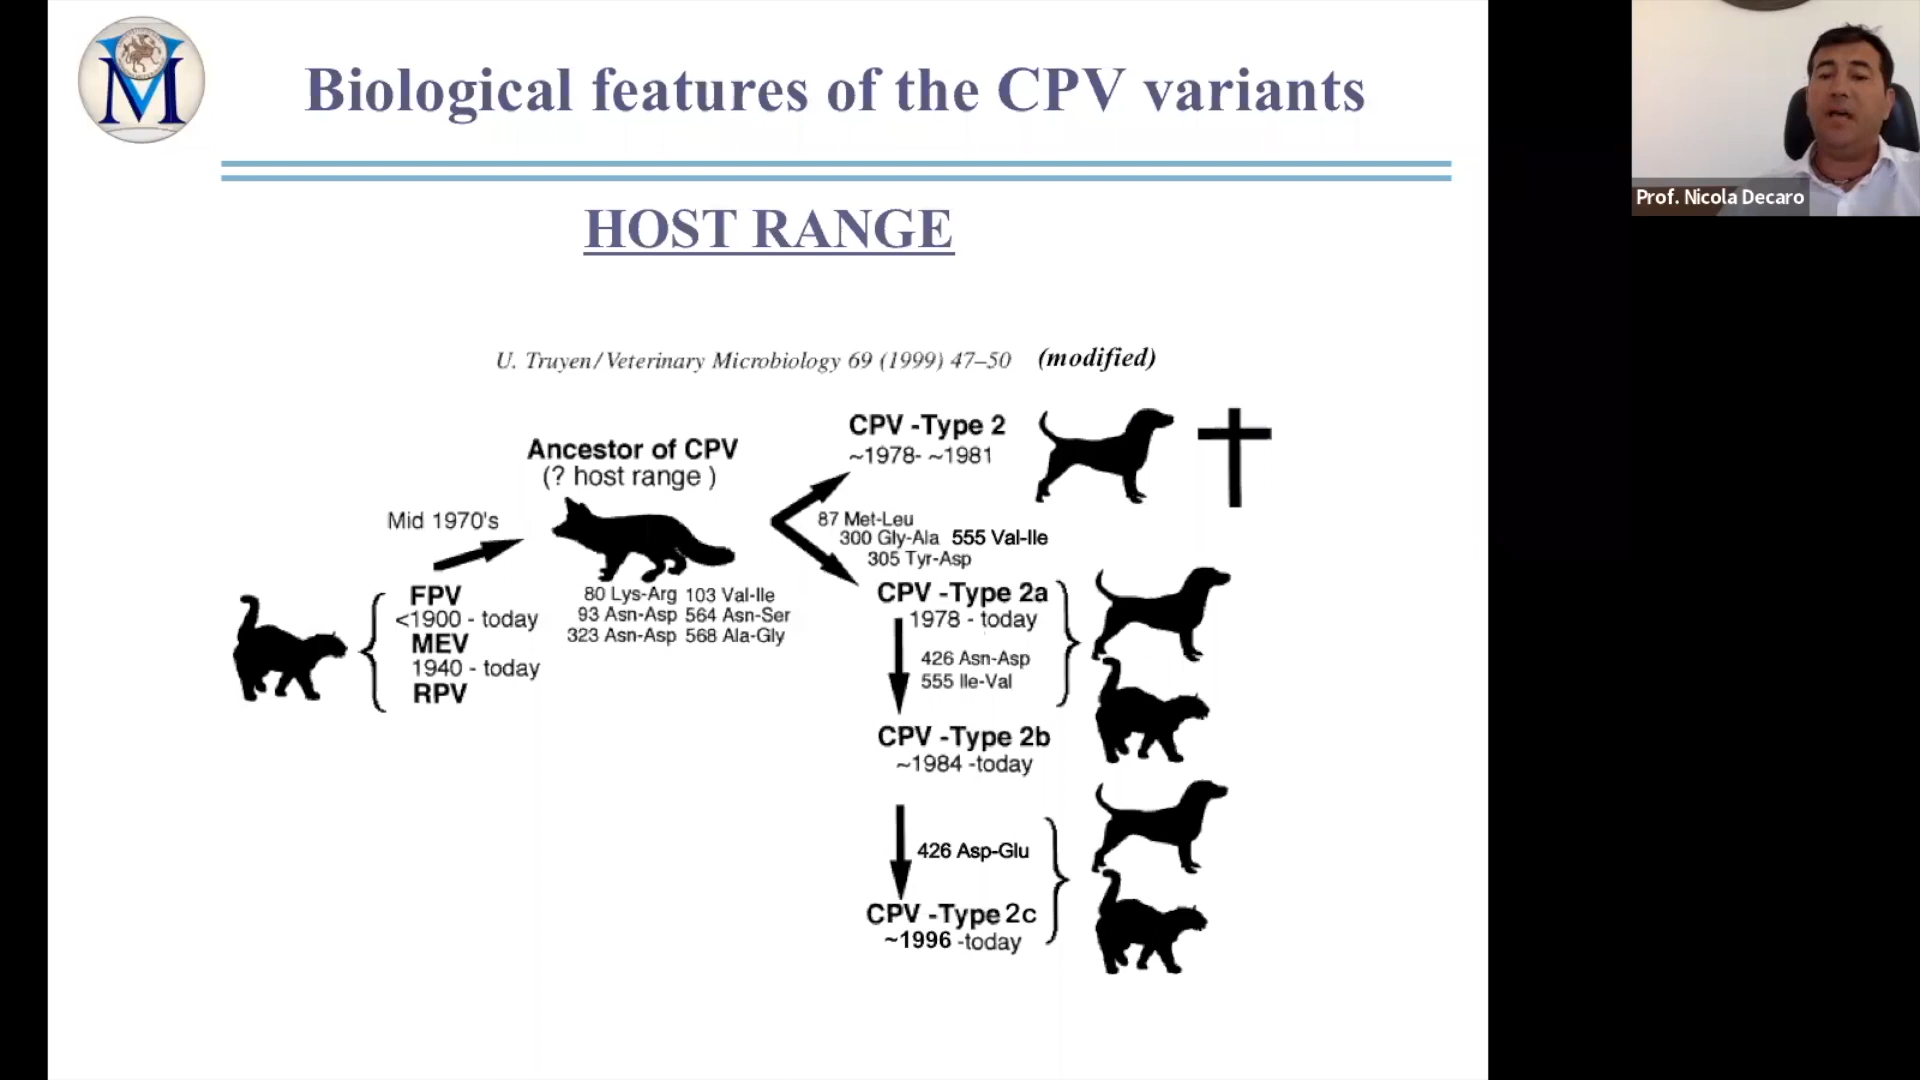 Biological features of the CPV variants
HOST RANGE
U. Truyen/Veterinary Microbiology 69 (1999) 47–50 (modified)
CPV -Type 2
~1978- ~1981
Ancestor of CPV
(? host range )
Mid 1970's
87 Met-Leu
300 Gly-Ala 555 Val-Ile
305 Tyr-Asp
FPV
<1900 - today
MEV
1940 - today
RPV
80 Lys-Arg 103 Val-Ile
93 Asn-Asp 564 Asn-Ser
323 Asn-Asp 568 Ala-Gly
CPV -Type 2a
1978 - today
426 Asn-Asp
555 Ile-Val
CPV -Type 2b
~1984 -today
426 Asp-Glu
CPV -Type 2c
~1996 -today
Prof. Nicola Decaro